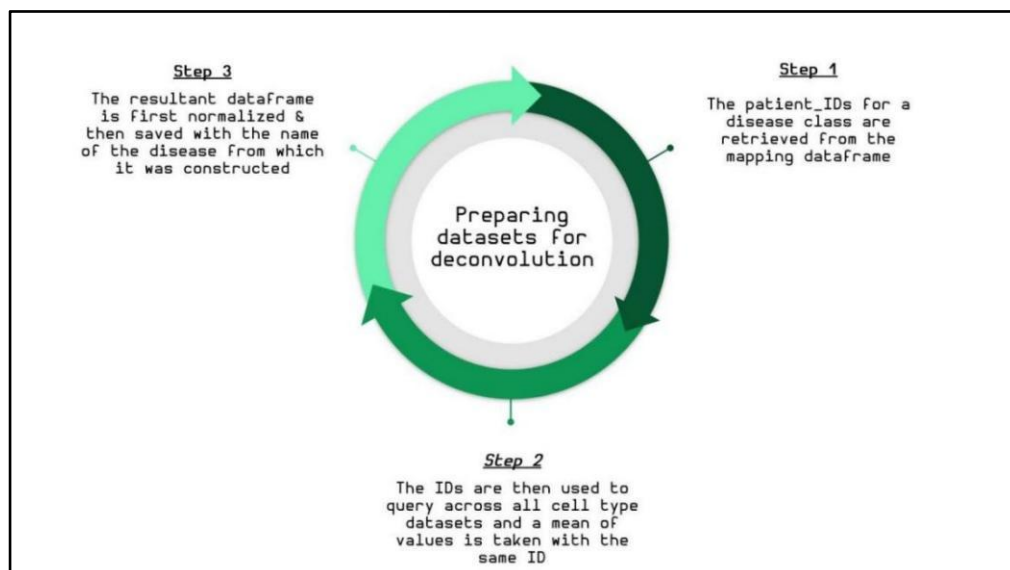 Preparing
datasets for
deconvolution
Step 1
The patient_IDs for a
disease class are
retrieved from the
mapping dataframe
Step 2
The IDs are then used to
query across all cell type
datasets and a mean of
values is taken with the
same ID
Step 3
The resultant dataframe
is first normalized &
then saved with the name
of the disease from which
it was constructed